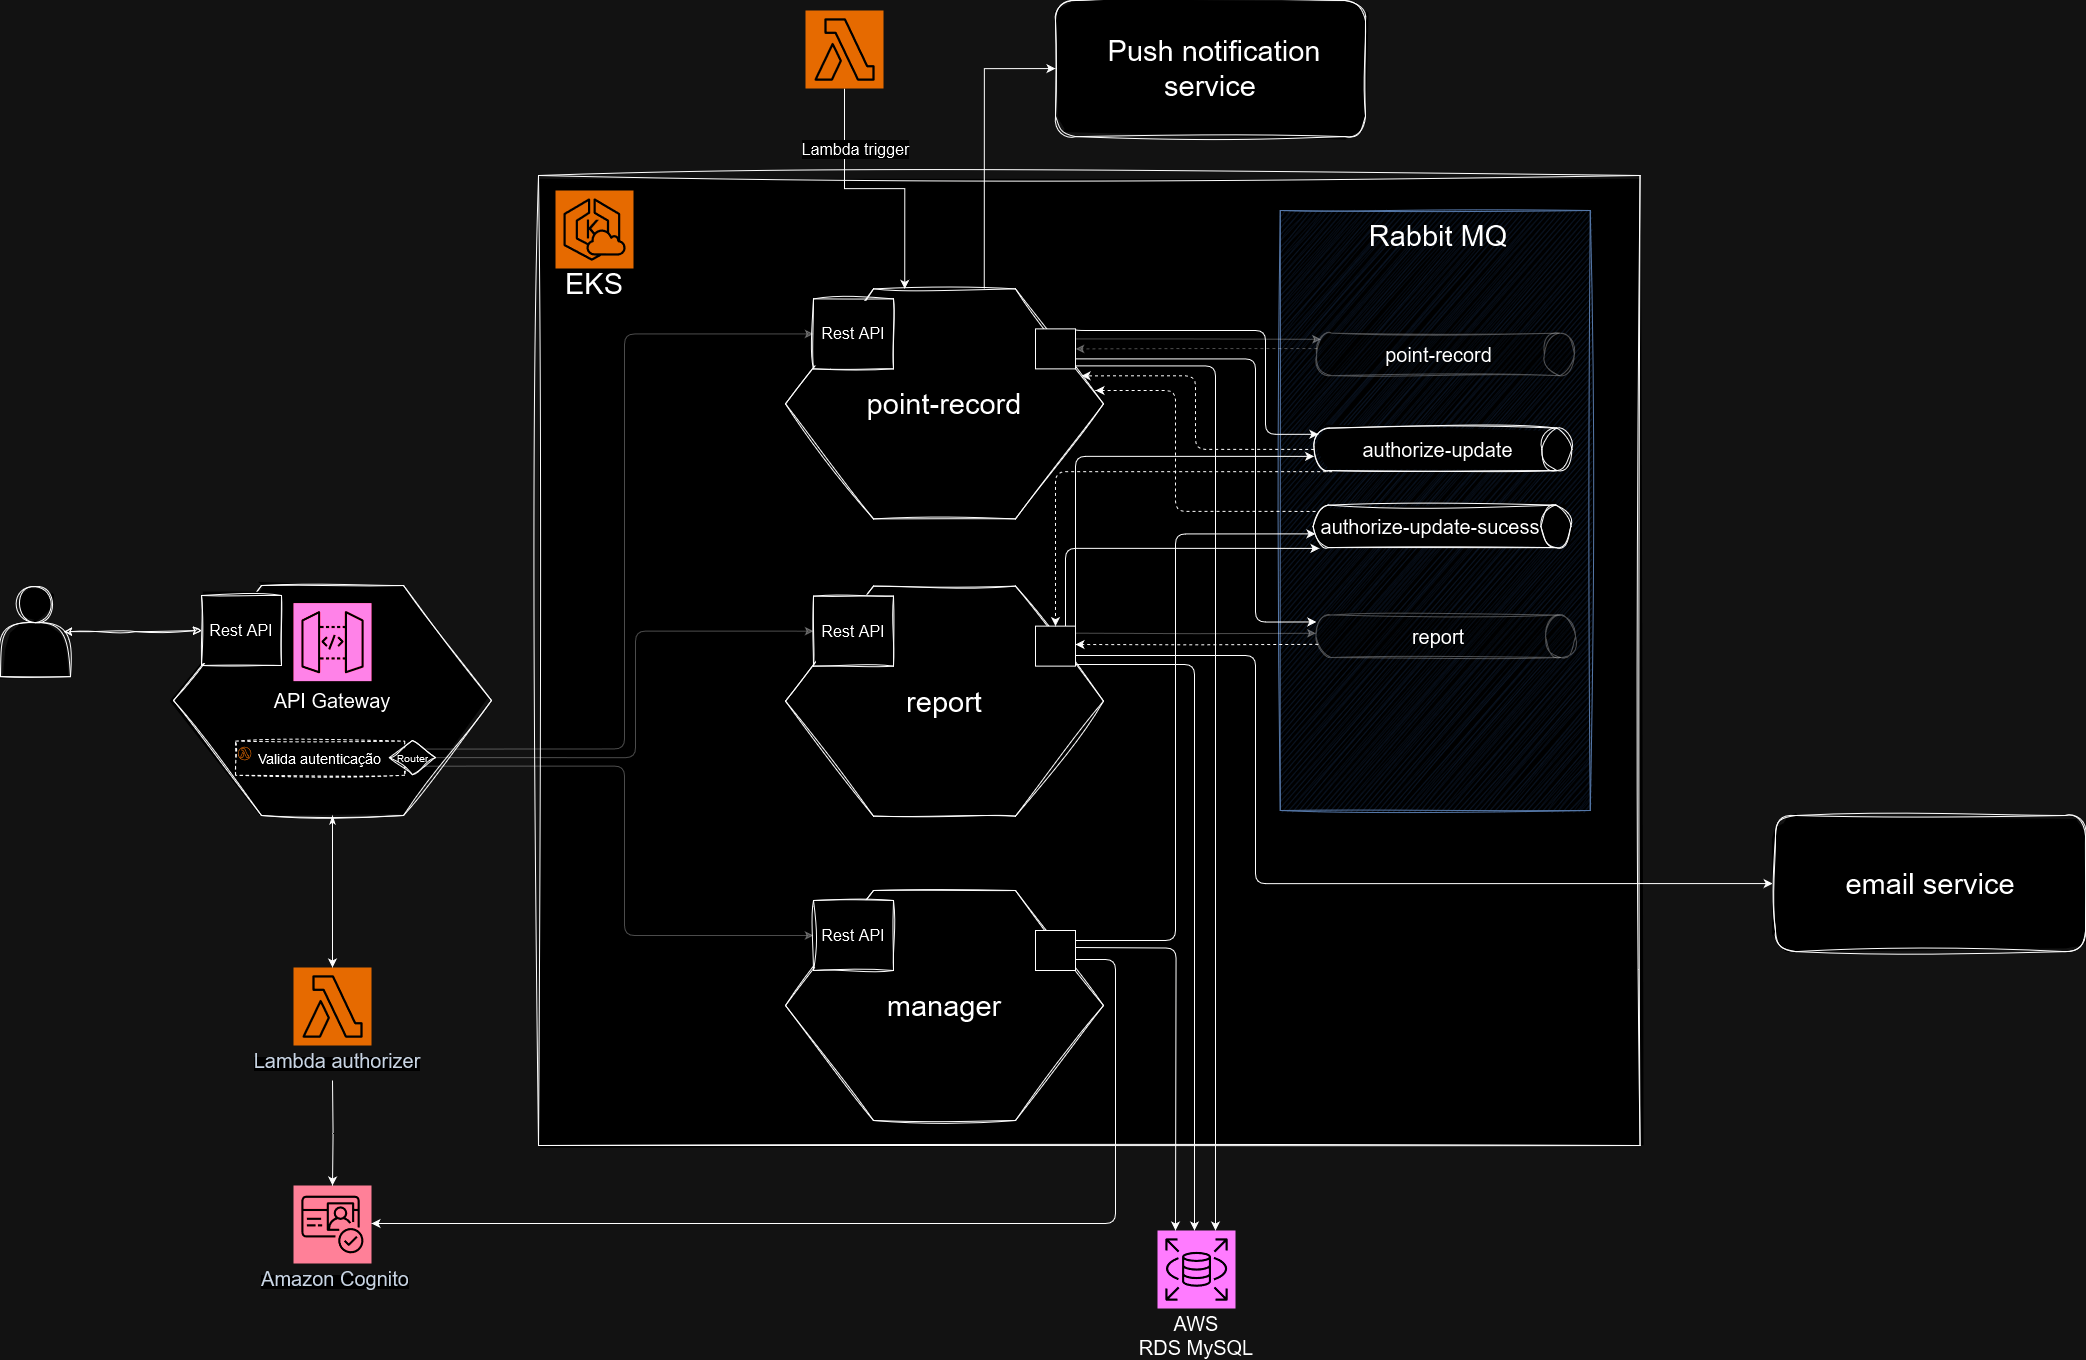 Push notification
service
Lambda trigger
EKS
Rabbit MQ
Rest API
point-record
point-record
authorize-update
authorize-update-sucess
Rest API
API Gateway
Valida autenticação
Router
Rest API
report
report
email service
Rest API
manager
Lambda authorizer
Amazon Cognito
AWS
RDS MySQL